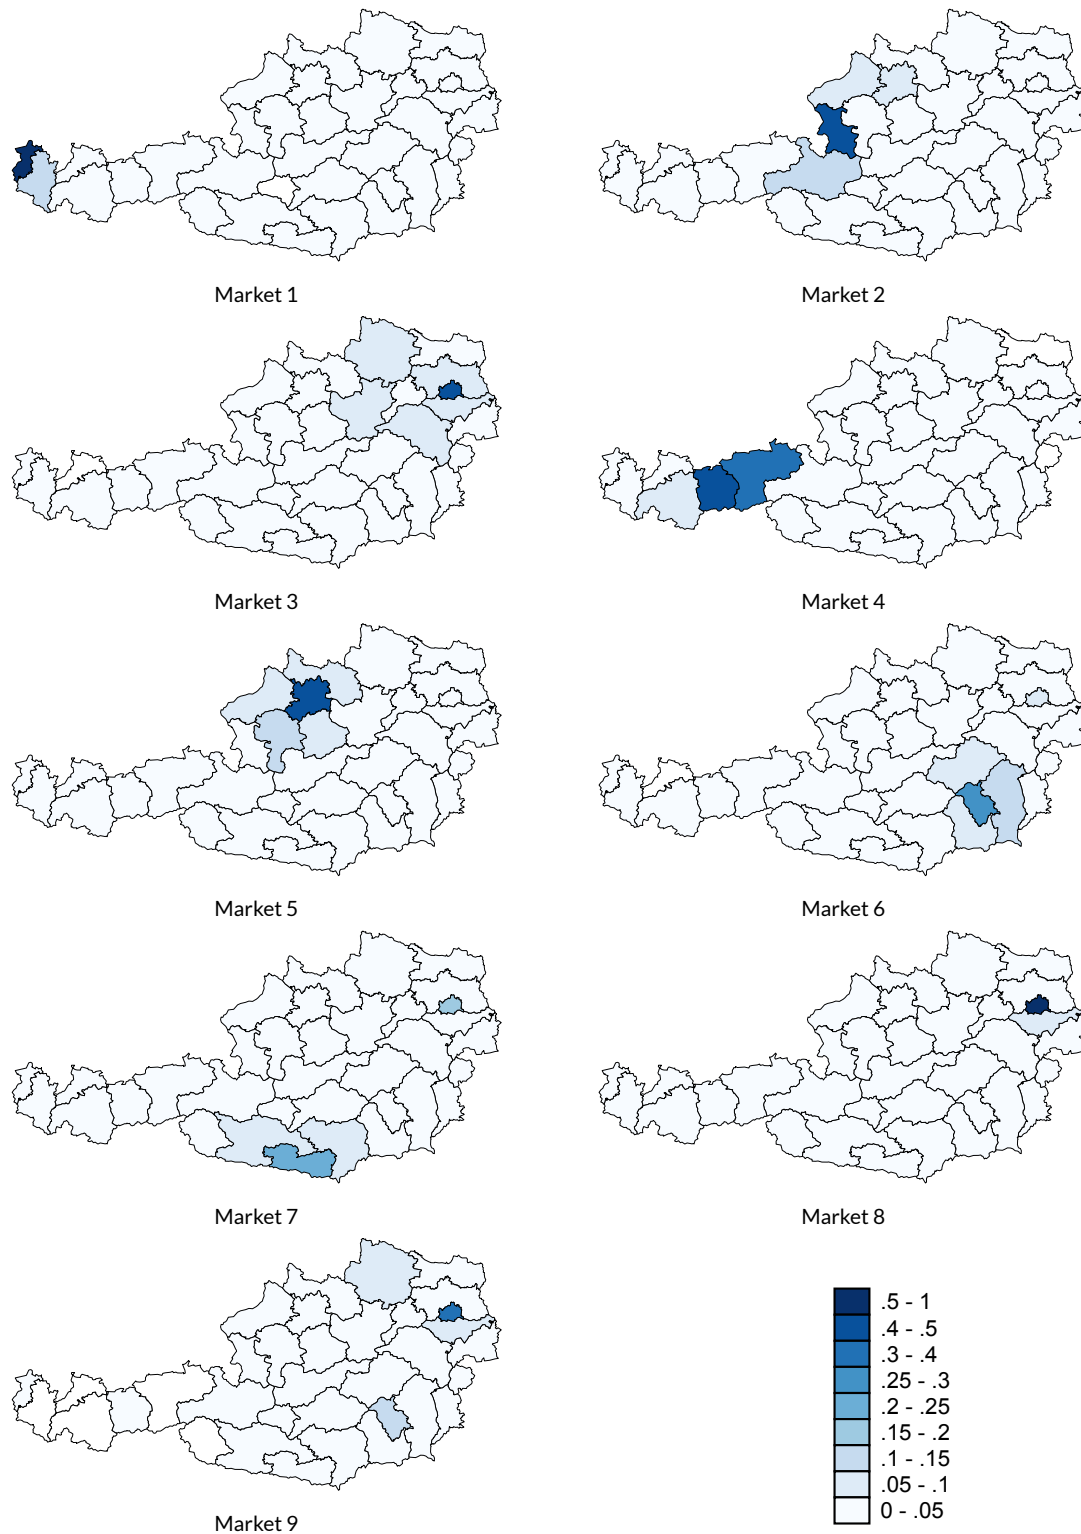 Market 1
Market 2
Market 3
Market 4
Market 5
Market 6
Market 7
Market 8
Market 9
.5 - 1
.4 - .5
.3 - .4
.25 - .3
.2 - .25
.15 - .2
.1 - .15
.05 - .1
0 - .05